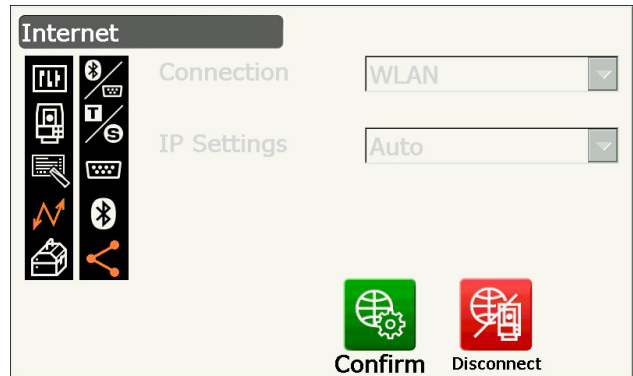 Internet
Connection WLAN
T
S
IP Settings Auto
Confirm Disconnect